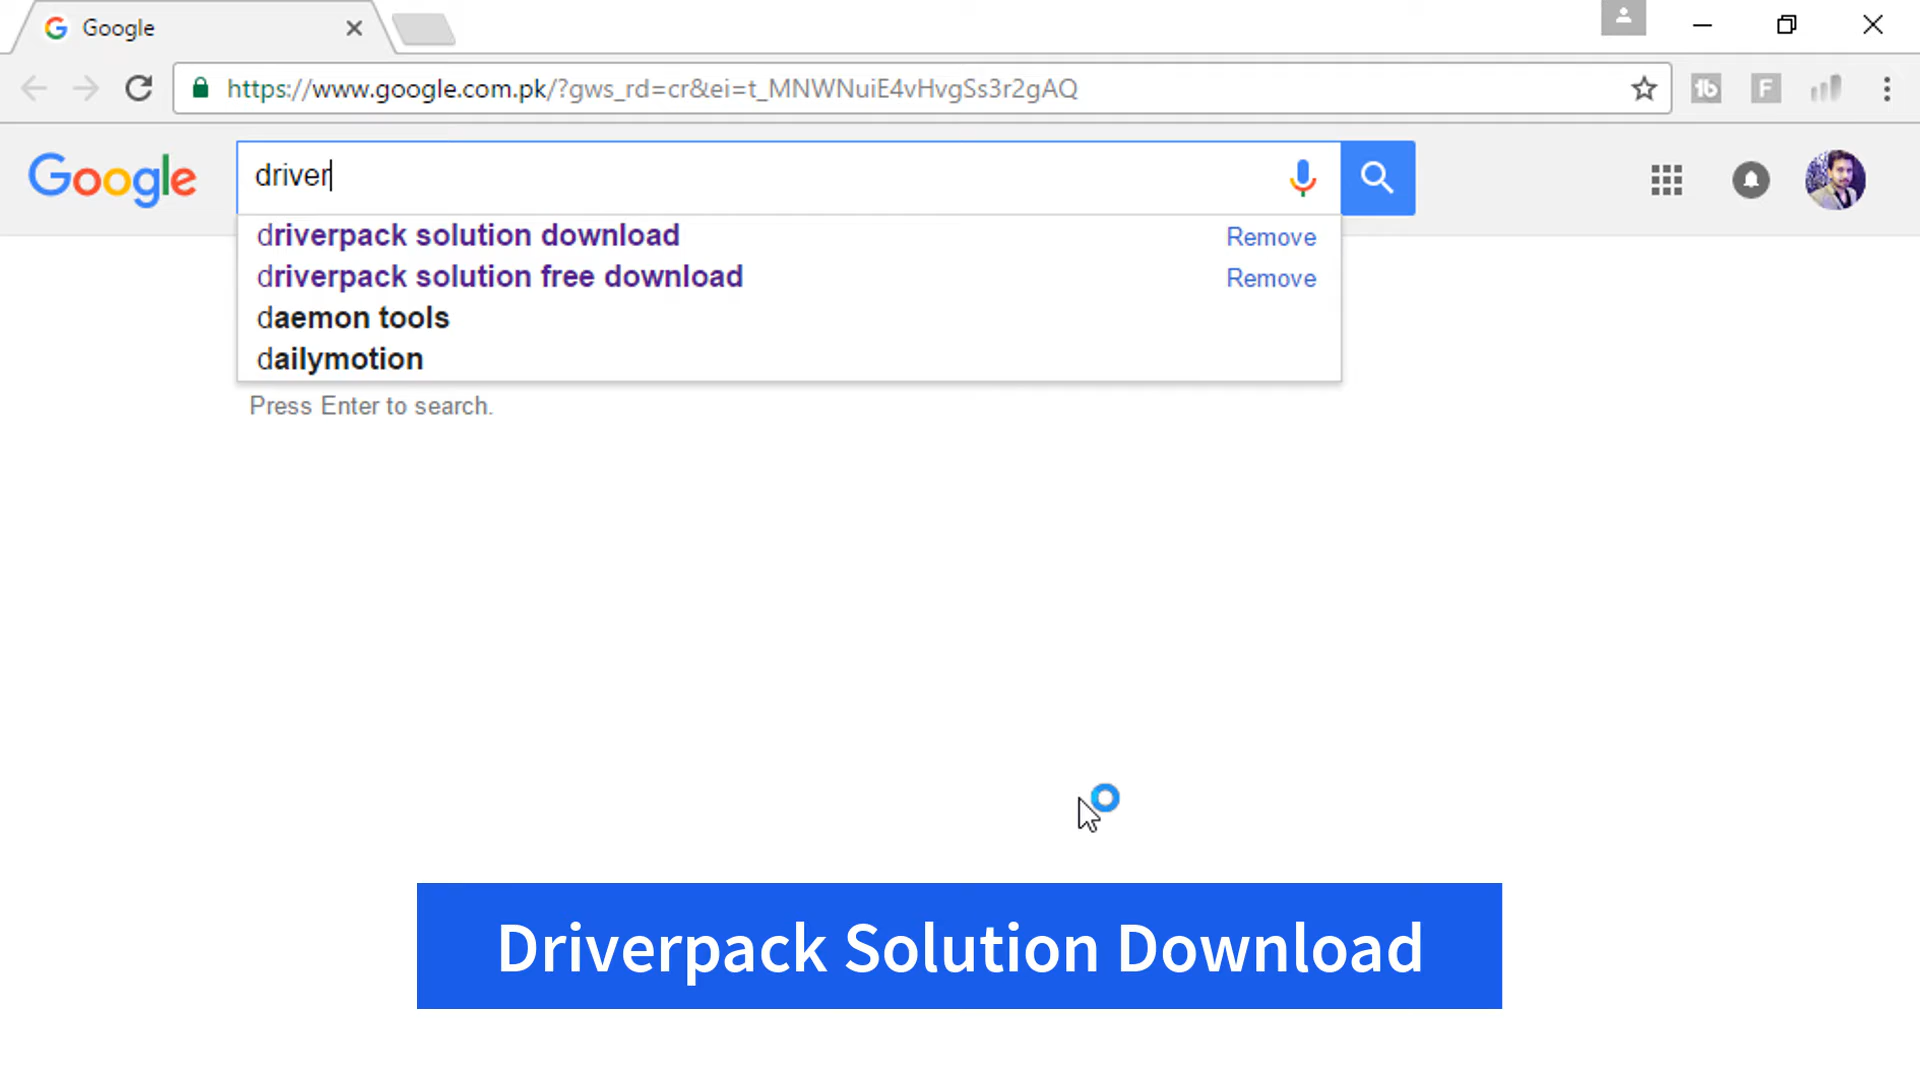 Google
https://www.google.com.pk/?gws_rd=cr&ei=t_MNWNuiE4vHvgSs3r2gAQ
Google
driver
driverpack solution download Remove
driverpack solution free download Remove
daemon tools
dailymotion
Press Enter to search.
Driverpack Solution Download